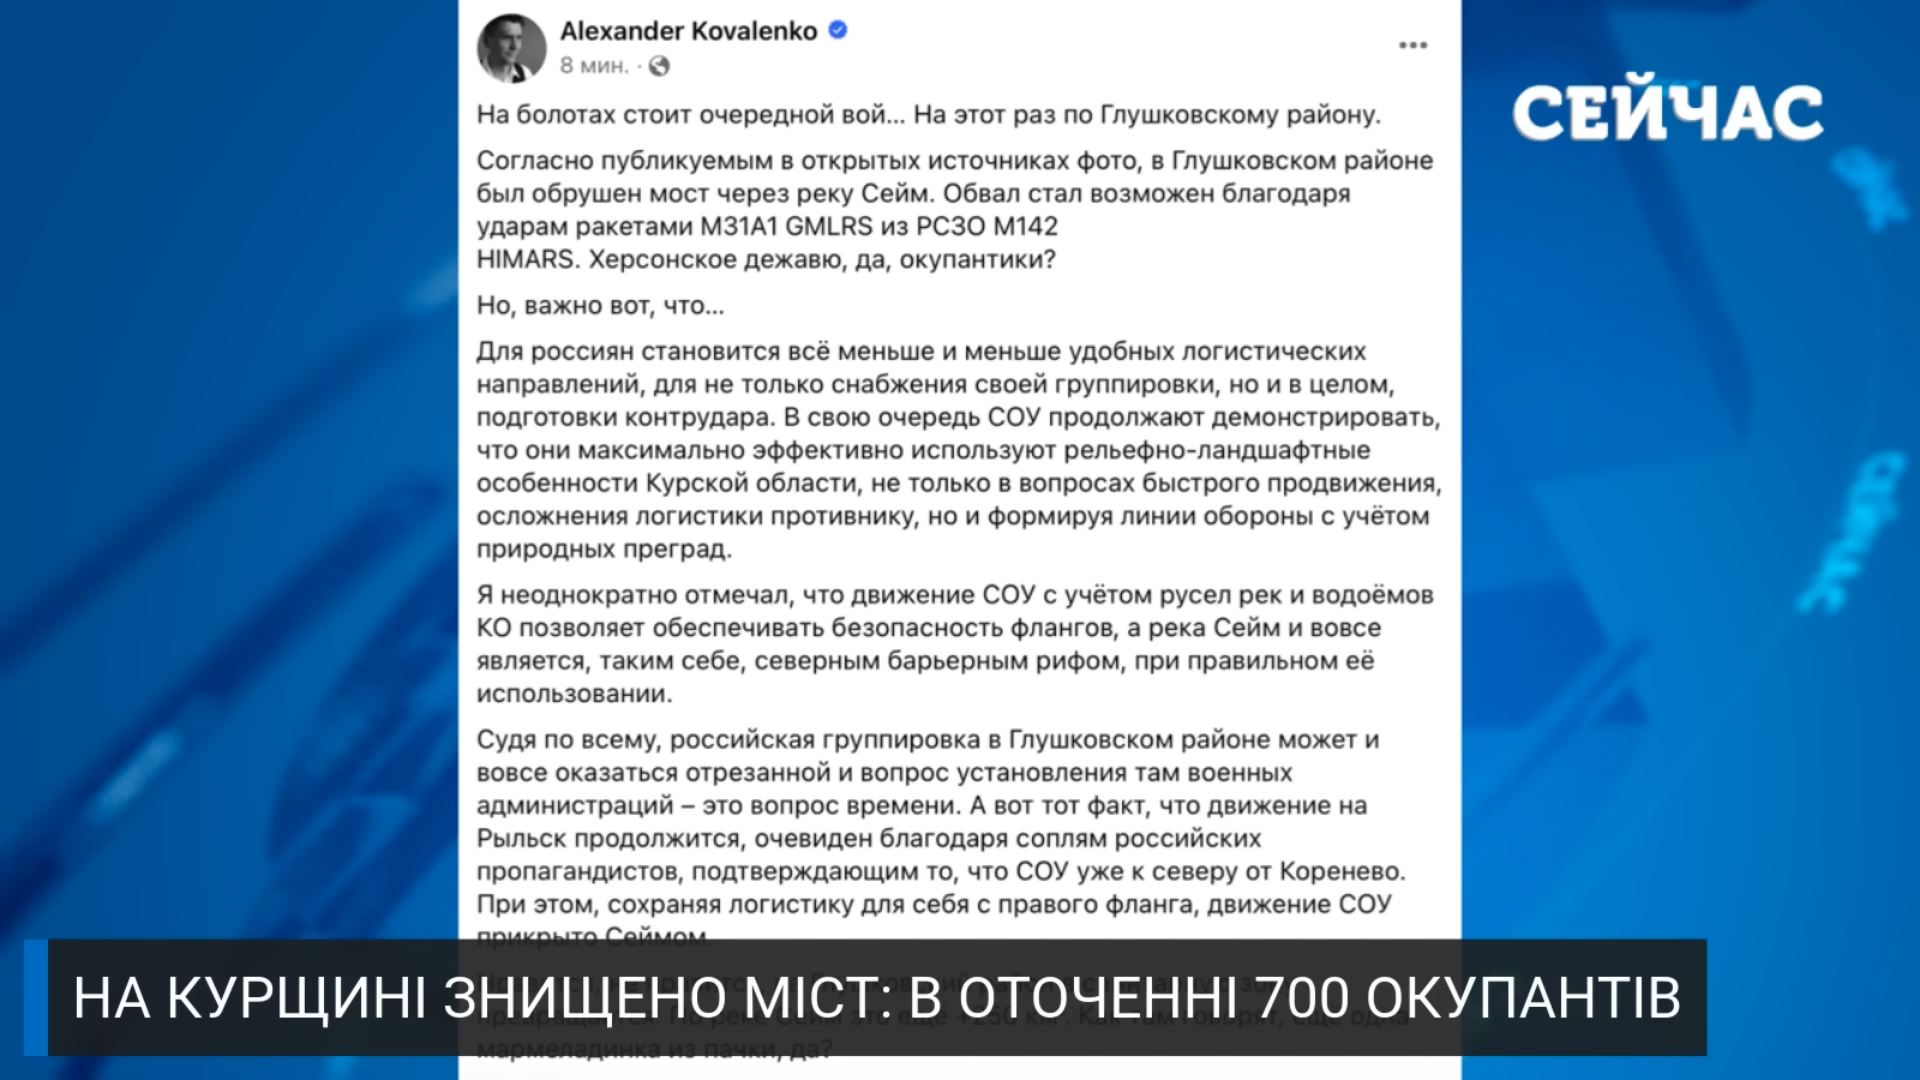 Alexander Kovalenko
8 мин. ·
СЕЙЧАС
На болотах стоит очередной вой... На этот раз по Глушковскому району.
Согласно публикуемым в открытых источниках фото, в Глушковском районе
был обрушен мост через реку Сейм. Обвал стал возможен благодаря
ударам ракетами M31A1 GMLRS из РСЗО M142
HIMARS. Херсонское дежавю, да, окупантики?
Но, важно вот, что...
Для россиян становится всё меньше и меньше удобных логистических
направлений, для не только снабжения своей группировки, но и в целом,
подготовки контрудара. В свою очередь СОУ продолжают демонстрировать,
что они максимально эффективно используют рельефно-ландшафтные
особенности Курской области, не только в вопросах быстрого продвижения,
осложнения логистики противнику, но и формируя линии обороны с учётом
природных преград.
Я неоднократно отмечал, что движение СОУ с учётом русел рек и водоёмов
КО позволяет обеспечивать безопасность флангов, а река Сейм и вовсе
является, таким себе, северным барьерным рифом, при правильном её
использовании.
Судя по всему, российская группировка в Глушковском районе может и
вовсе оказаться отрезанной и вопрос установления там военных
администраций – это вопрос времени. А вот тот факт, что движение на
Рыльск продолжится, очевиден благодаря соплям российских
пропагандистов, подтверждающим то, что СОУ уже к северу от Коренево.
При этом, сохраняя логистику для себя с правого фланга, движение СОУ
прикрыто Сеймом.
НА КУРЩИНІ ЗНИЩЕНО МІСТ: В ОТОЧЕННІ 700 ОКУПАНТІВ
мармеладинка из пачки, да?